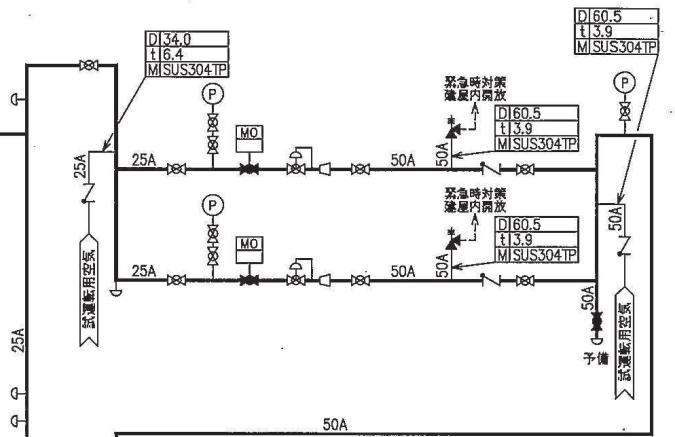 D 34.0
t 6.4
M SUS304TP
D 60.5
t 3.9
M SUS304TP
P
緊急時対策
建屋内開放
D 60.5
t 3.9
M SUS304TP
P
MO
25A
25A
50A
50A
P
緊急時対策
建屋内開放
D 60.5
t 3.9
M SUS304TP
50A
MO
25A
50A
50A
50A
予備
試運転用空気
試運転用空気
25A
50A